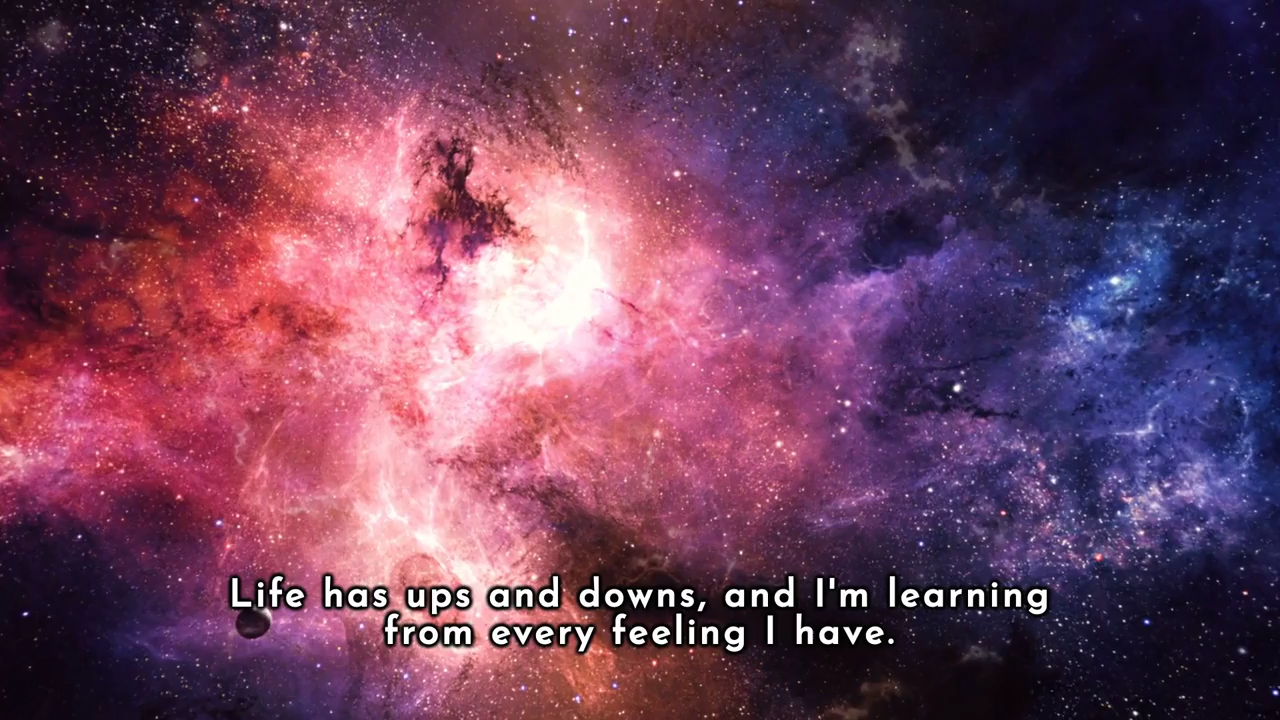 Life has ups and downs, and I'm learning
from every feeling I have.